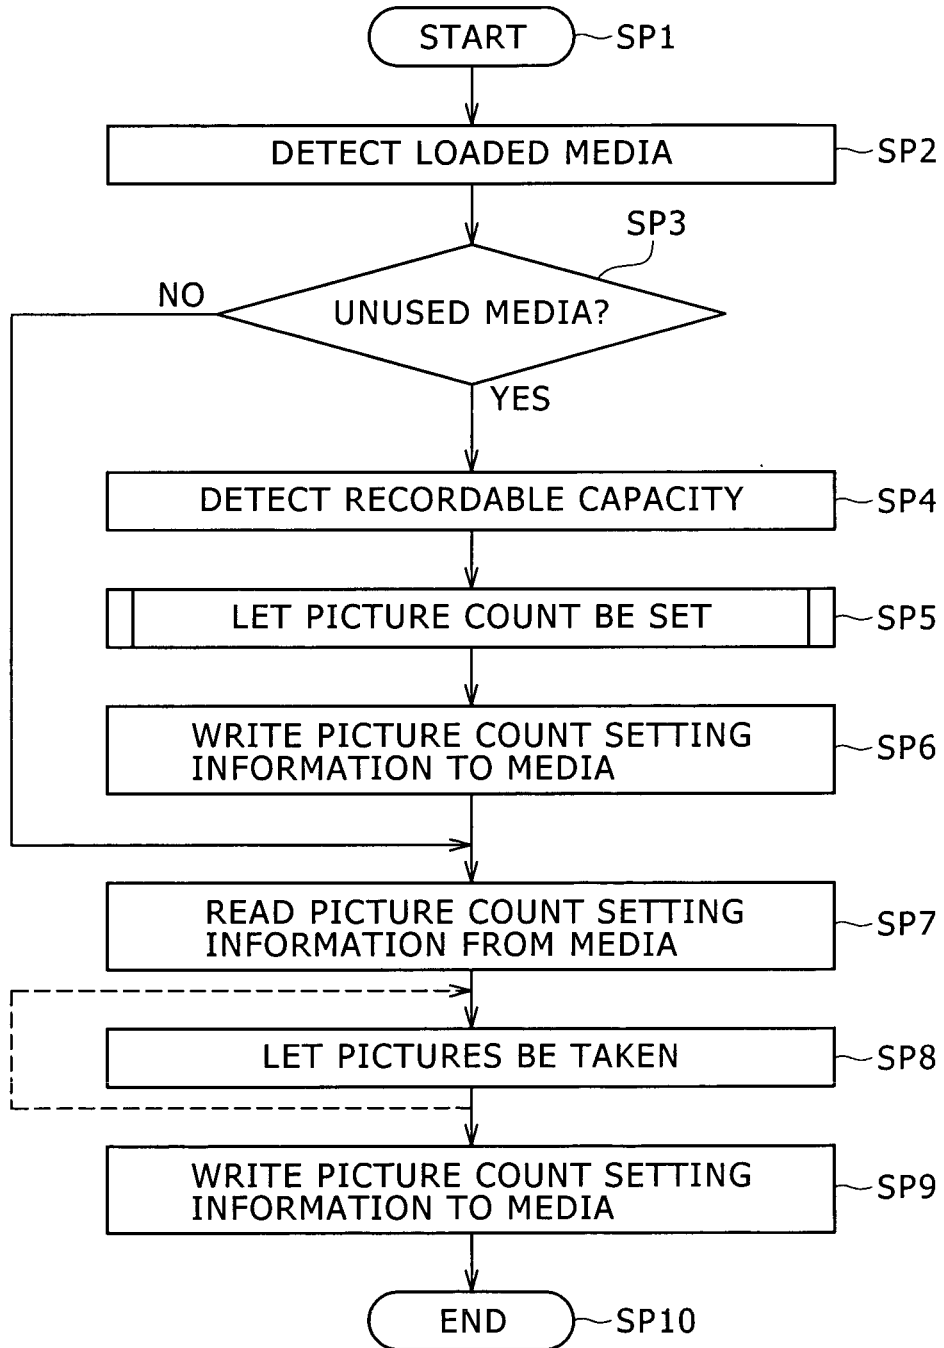 START
SP1
DETECT LOADED MEDIA
SP2
SP3
NO
UNUSED MEDIA?
YES
DETECT RECORDABLE CAPACITY
SP4
LET PICTURE COUNT BE SET
SP5
WRITE PICTURE COUNT SETTING
INFORMATION TO MEDIA
SP6
READ PICTURE COUNT SETTING
INFORMATION FROM MEDIA
SP7
LET PICTURES BE TAKEN
SP8
WRITE PICTURE COUNT SETTING
INFORMATION TO MEDIA
SP9
END
SP10